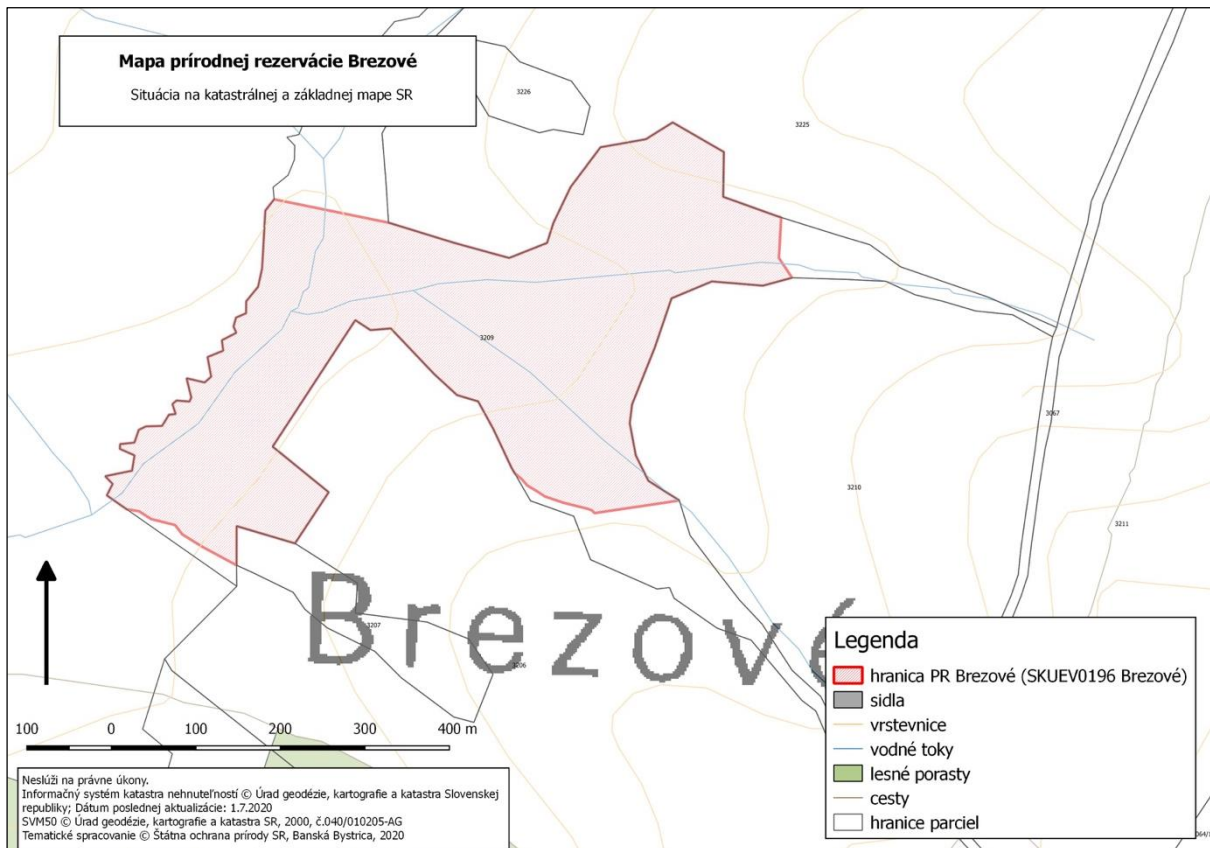 Mapa prírodnej rezervácie Brezové
Situácia na katastrálnej a základnej mape SR
3226
3225
3209
3067
3210
3211
Brezové
3207
3206
100 0 100 200 300 400 m
Legenda
hranica PR Brezové (SKUEV0196 Brezové)
sidla
vrstevnice
vodné toky
lesné porasty
cesty
hranice parciel
Neslúži na právne úkony.
Informačný systém katastra nehnuteľností © Úrad geodézie, kartografie a katastra Slovenskej
republiky; Dátum poslednej aktualizácie: 1.7.2020
SVM50 © Úrad geodézie, kartografie a katastra SR, 2000, č.040/010205-AG
Tematické spracovanie © Štátna ochrana prírody SR, Banská Bystrica, 2020